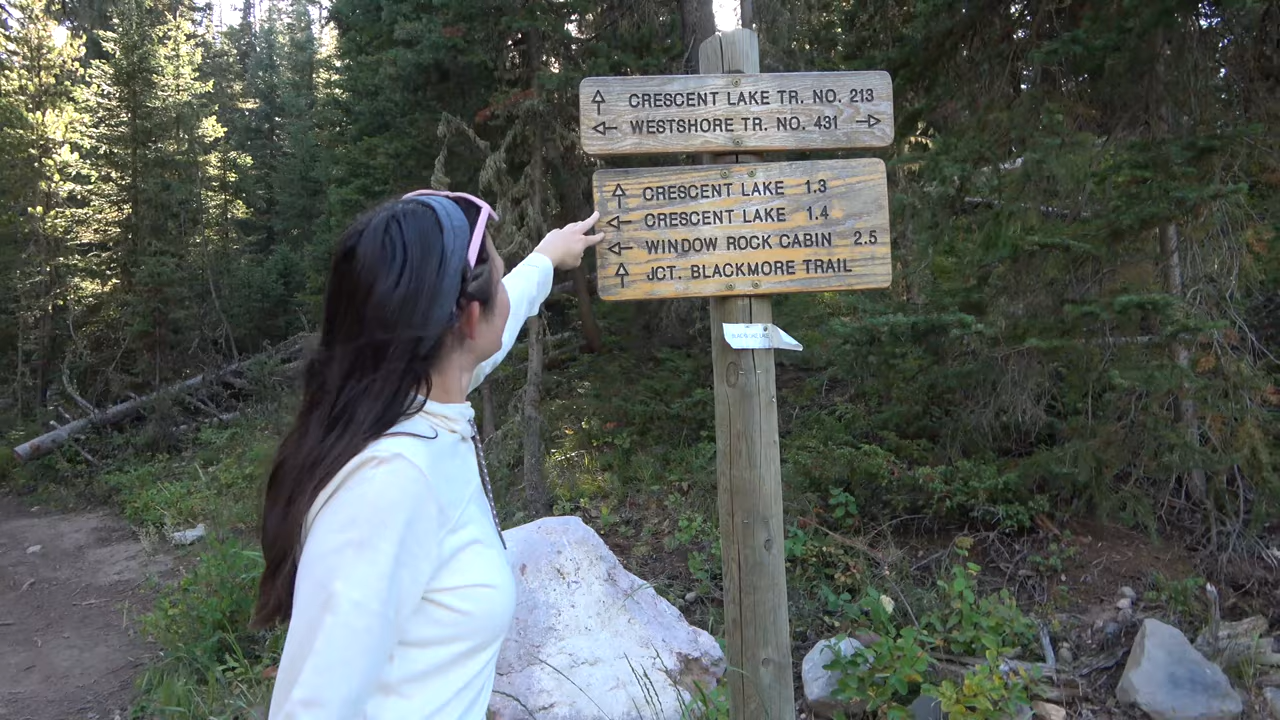 ↑ CRESCENT LAKE TR. NO. 213
← WESTSHORE TR. NO. 431 →
↑ CRESCENT LAKE 1.3
← CRESCENT LAKE 1.4
← WINDOW ROCK CABIN 2.5
↑ JCT. BLACKMORE TRAIL